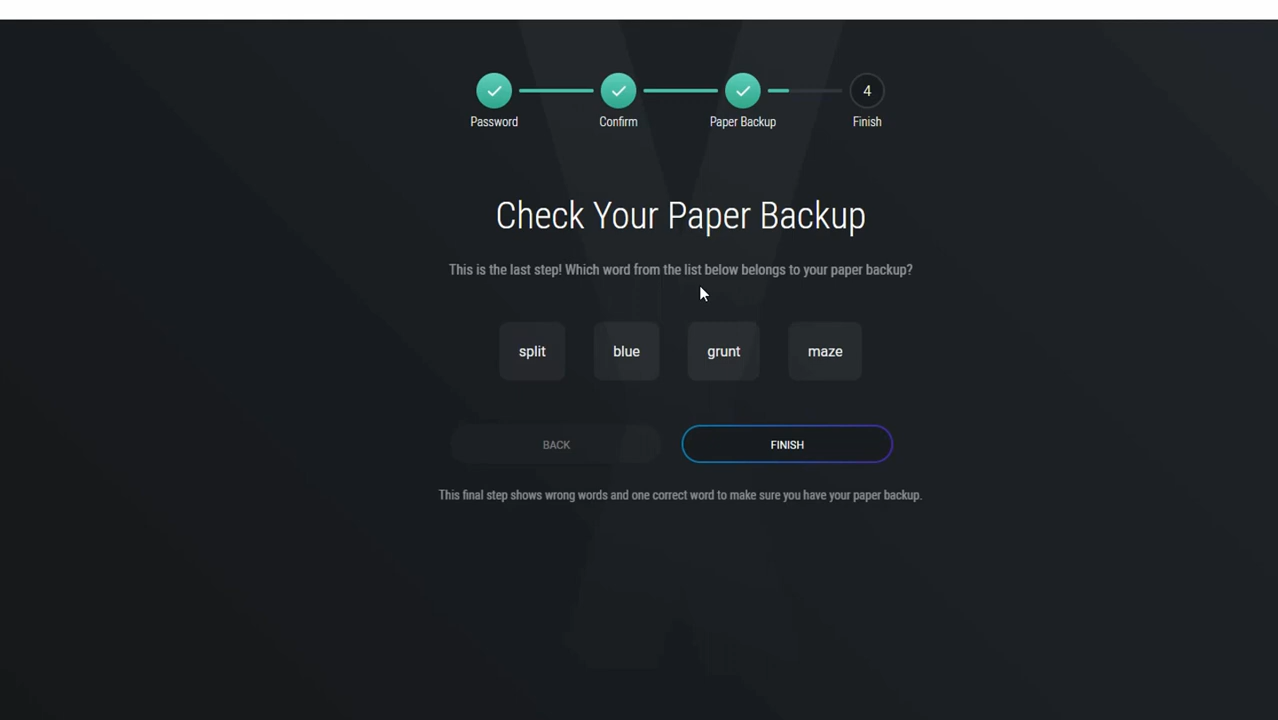 4
Password Confirm Paper Backup Finish
Check Your Paper Backup
This is the last step! Which word from the list below belongs to your paper backup?
split blue grunt maze
BACK FINISH
This final step shows wrong words and one correct word to make sure you have your paper backup.